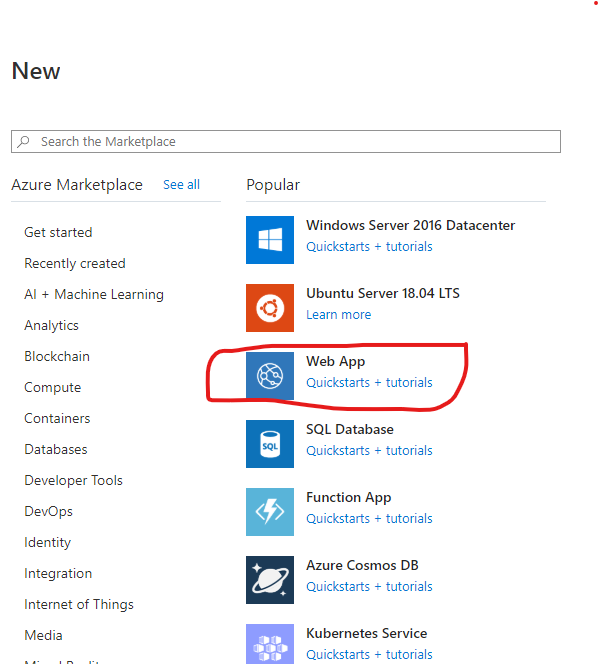 New
Search the Marketplace
Azure Marketplace See all
Get started
Recently created
AI + Machine Learning
Analytics
Blockchain
Compute
Containers
Databases
Developer Tools
DevOps
Identity
Integration
Internet of Things
Media
Popular
Windows Server 2016 Datacenter
Quickstarts + tutorials
Ubuntu Server 18.04 LTS
Learn more
Web App
Quickstarts + tutorials
SQL
SQL Database
Quickstarts + tutorials
Function App
Quickstarts + tutorials
Azure Cosmos DB
Quickstarts + tutorials
Kubernetes Service
Quickstarts + tutorials